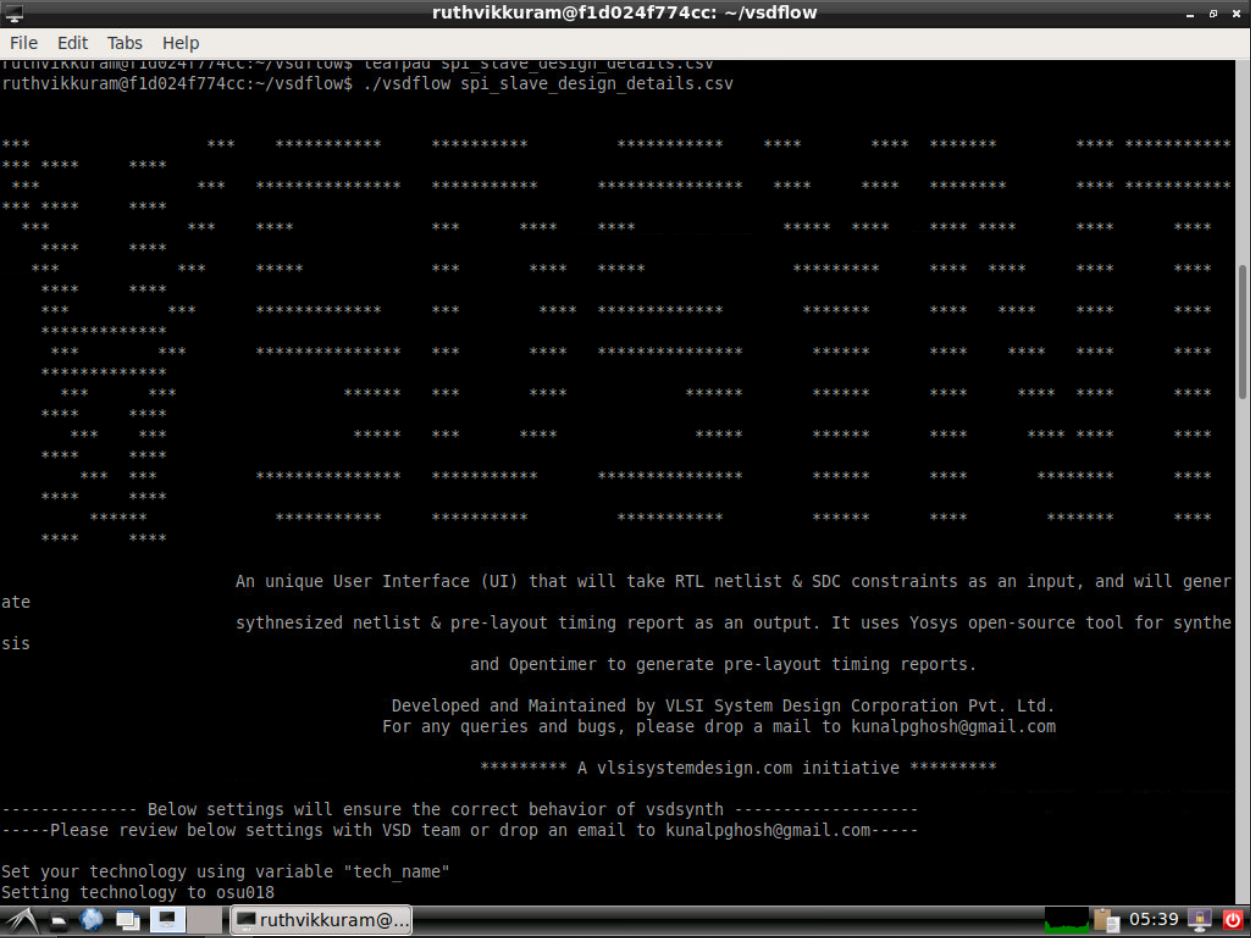 ruthvikkuram@f1d024f774cc: ~/vsdflow
File Edit Tabs Help
ruthvikkuram@f1d024f774cc:~/vsdflow$ leafpad spi_slave_design_details.csv
ruthvikkuram@f1d024f774cc:~/vsdflow$ ./vsdflow spi_slave_design_details.csv
*** *** *********** ********** *********** **** **** ******* **** ***********
*** **** ****
*** *** *************** *********** *************** **** **** ******** **** ***********
*** **** ****
*** *** **** *** **** **** ***** **** **** **** **** ****
**** ****
*** *** ***** *** **** ***** ********* **** **** **** ****
**** ****
*** *** ************* *** **** ************* ******* **** **** **** ****
*************
*** *** *************** *** **** *************** ****** **** **** **** ****
*************
*** *** ****** *** **** ****** ****** **** **** **** ****
**** ****
*** *** ***** *** **** ***** ****** **** **** **** ****
**** ****
*** *** *************** *********** *************** ****** **** ******** ****
**** ****
****** *********** ********** *********** ****** **** ******* ****
**** ****
An unique User Interface (UI) that will take RTL netlist & SDC constraints as an input, and will gener
ate
sythnesized netlist & pre-layout timing report as an output. It uses Yosys open-source tool for synthe
sis
and Opentimer to generate pre-layout timing reports.
Developed and Maintained by VLSI System Design Corporation Pvt. Ltd.
For any queries and bugs, please drop a mail to kunalpghosh@gmail.com
********* A vlsisystemdesign.com initiative *********
-------------- Below settings will ensure the correct behavior of vsdsynth -------------------
-----Please review below settings with VSD team or drop an email to kunalpghosh@gmail.com-----
Set your technology using variable "tech_name"
Setting technology to osu018
ruthvikkuram@...
05:39